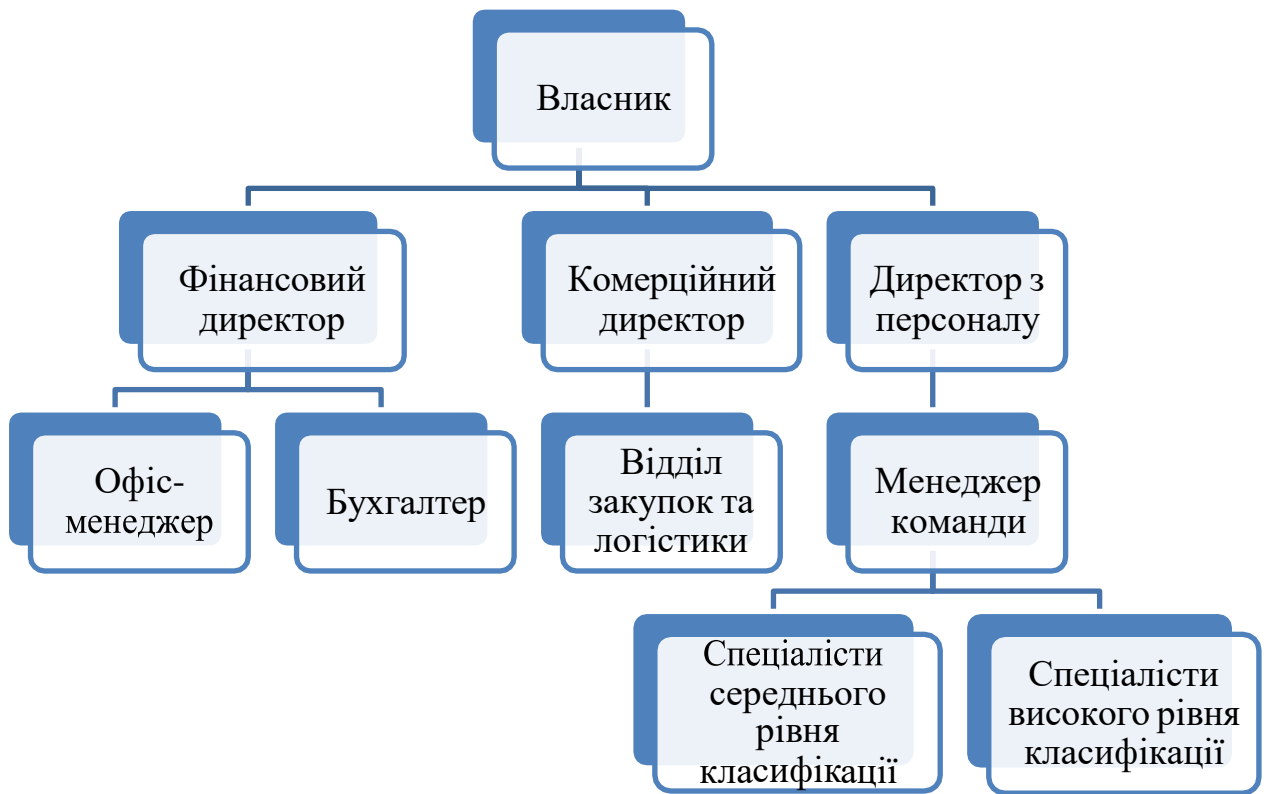 Власник
Фінансовий
директор
Комерційний
директор
Директор з
персоналу
Офіс-
менеджер
Бухгалтер
Відділ
закупок та
логістики
Менеджер
команди
Спеціалісти
середнього
рівня
класифікації
Спеціалісти
високого рівня
класифікації